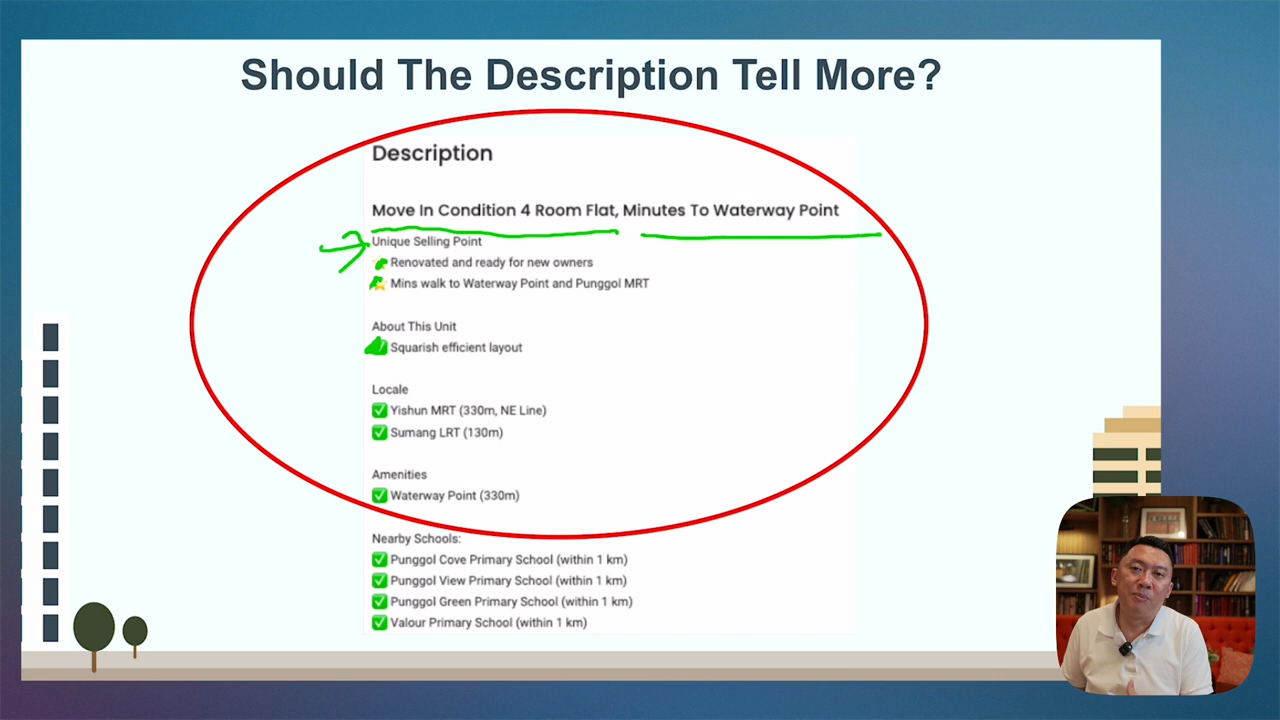 Should The Description Tell More?
Description
Move In Condition 4 Room Flat, Minutes To Waterway Point
Unique Selling Point
Renovated and ready for new owners
Mins walk to Waterway Point and Punggol MRT
About This Unit
Squarish efficient layout
Locale
Yishun MRT (330m, NE Line)
Sumang LRT (130m)
Amenities
Waterway Point (330m)
Nearby Schools:
Punggol Cove Primary School (within 1 km)
Punggol View Primary School (within 1 km)
Punggol Green Primary School (within 1 km)
Valour Primary School (within 1 km)